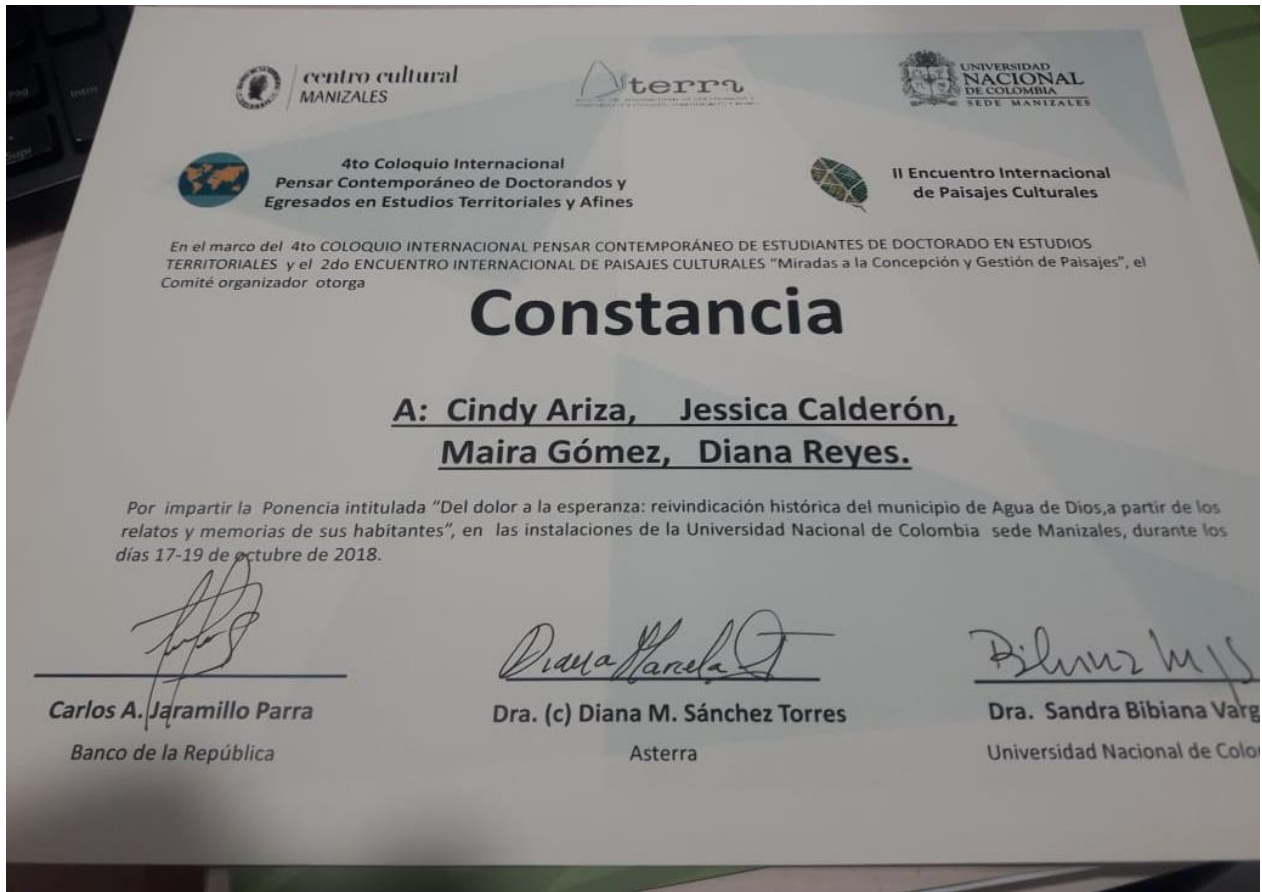 centro cultural
MANIZALES
Asterra
UNIVERSIDAD
NACIONAL
DE COLOMBIA
SEDE MANIZALES
4to Coloquio Internacional
Pensar Contemporáneo de Doctorandos y
Egresados en Estudios Territoriales y Afines
II Encuentro Internacional
de Paisajes Culturales
En el marco del 4to COLOQUIO INTERNACIONAL PENSAR CONTEMPORÁNEO DE ESTUDIANTES DE DOCTORADO EN ESTUDIOS
TERRITORIALES y el 2do ENCUENTRO INTERNACIONAL DE PAISAJES CULTURALES "Miradas a la Concepción y Gestión de Paisajes", el
Comité organizador otorga
Constancia
A: Cindy Ariza, Jessica Calderón,
Maira Gómez, Diana Reyes.
Por impartir la Ponencia intitulada "Del dolor a la esperanza: reivindicación histórica del municipio de Agua de Dios,a partir de los
relatos y memorias de sus habitantes", en las instalaciones de la Universidad Nacional de Colombia sede Manizales, durante los
días 17-19 de octubre de 2018.
Diana Marcela
Carlos A. Jaramillo Parra
Banco de la República
Dra. (c) Diana M. Sánchez Torres
Asterra
Dra. Sandra Bibiana Varg
Universidad Nacional de Colo